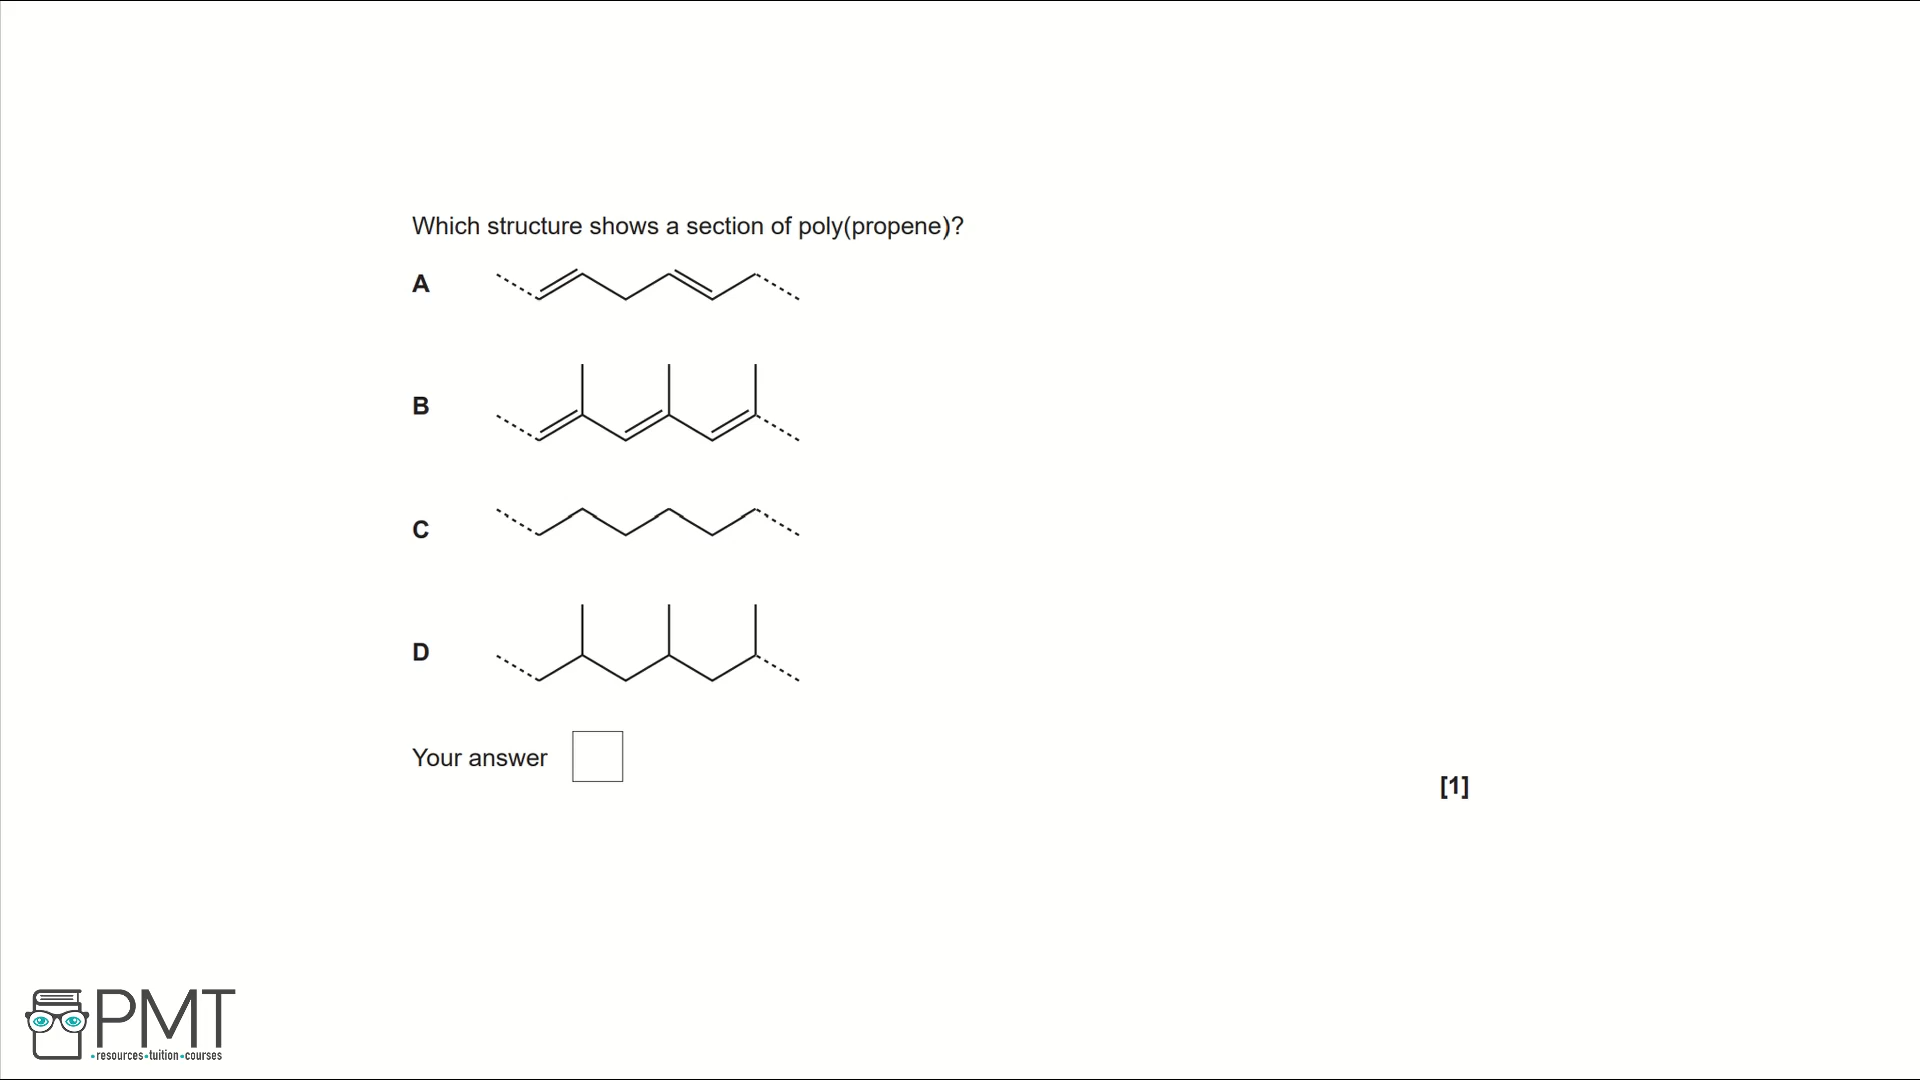 Which structure shows a section of poly(propene)?
A
B
C
D
Your answer
[1]
PMT
•resources•tuition•courses